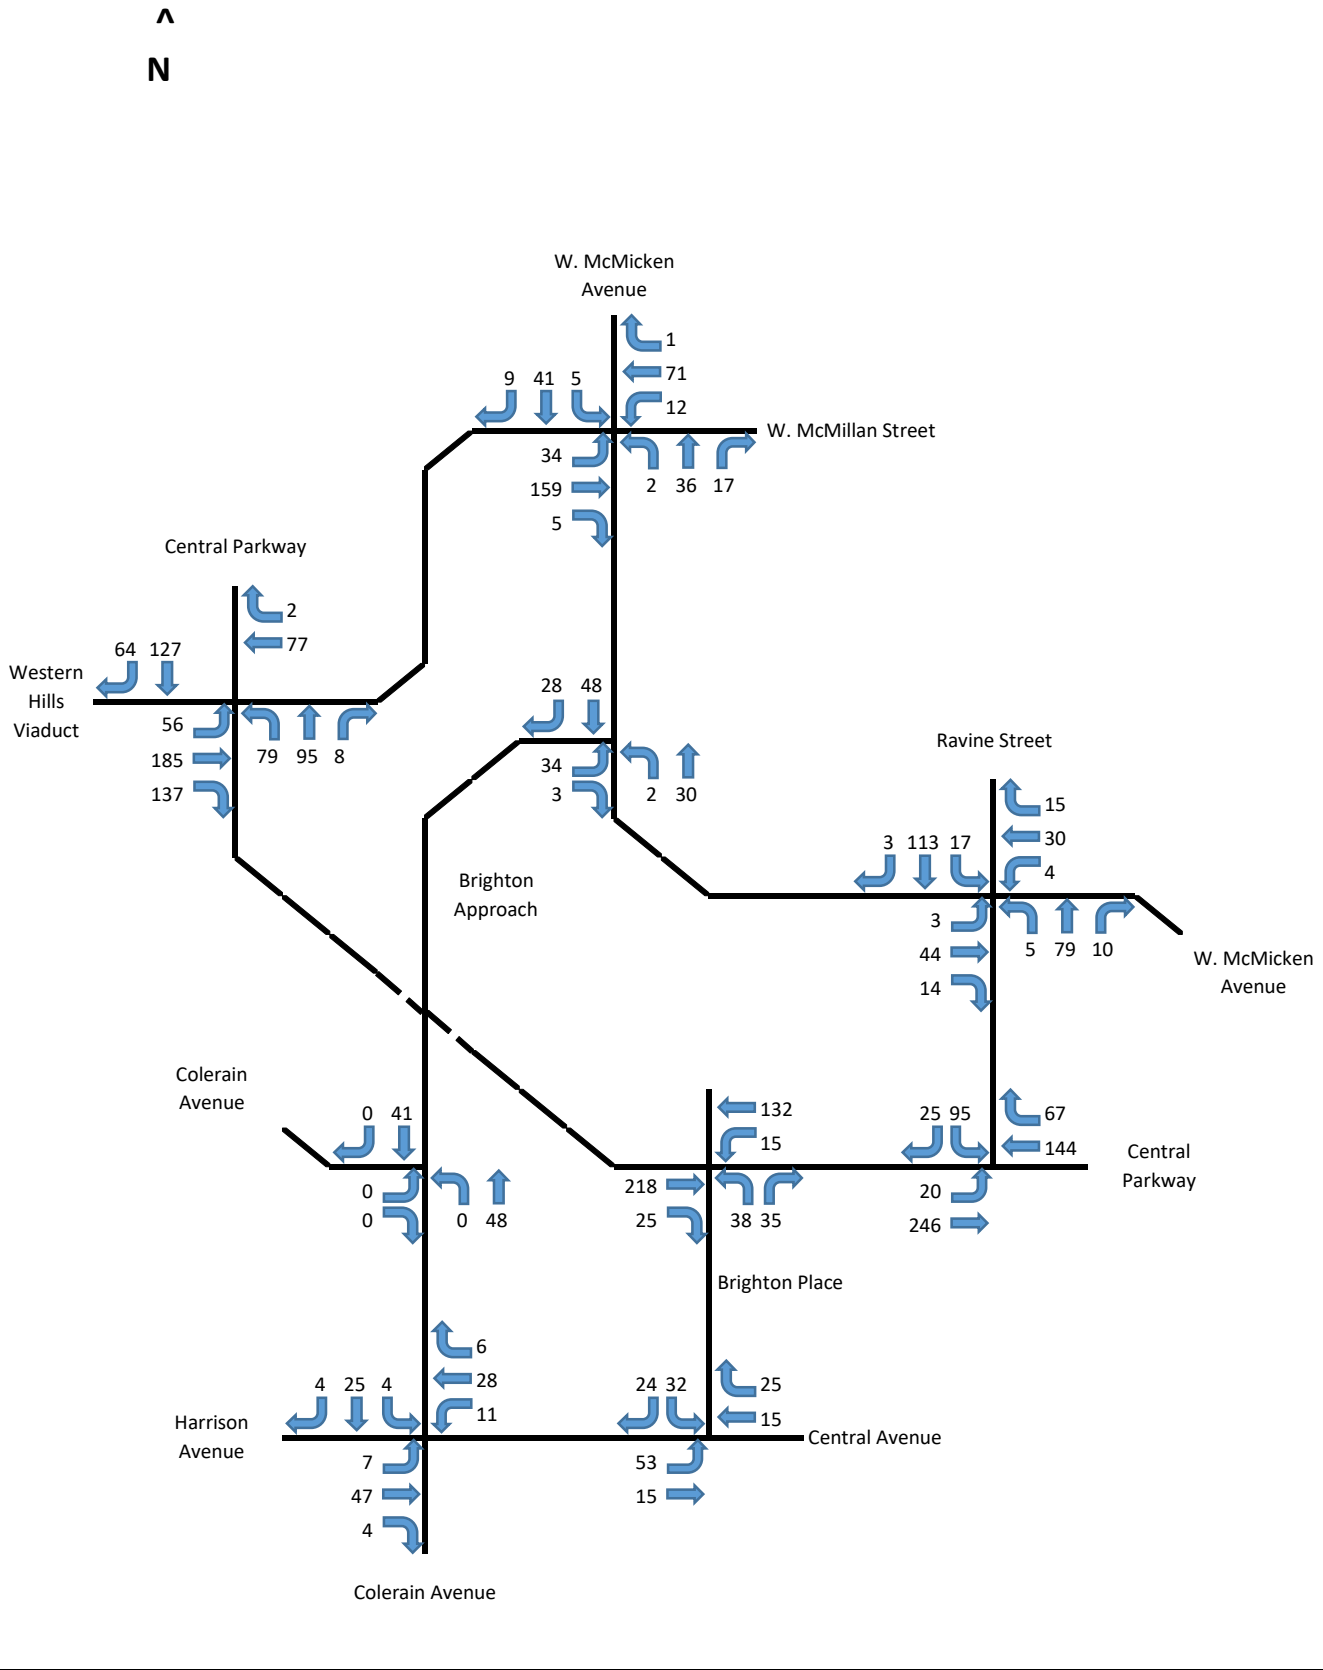 ^
N
W. McMicken
Avenue
1
71
12
9 41 5
W. McMillan Street
34
159
5
2 36 17
Central Parkway
2
77
64 127
Western
Hills
Viaduct
56
185
137
79 95 8
28 48
34
3
2 30
Ravine Street
15
30
4
3 113 17
3
44
14
5 79 10
W. McMicken
Avenue
Brighton
Approach
Colerain
Avenue
0 41
0
0
0 48
132
15
218
25
38 35
25 95
67
144
20
246
Central
Parkway
Brighton Place
6
28
11
4 25 4
Harrison
Avenue
7
47
4
24 32
25
15
Central Avenue
53
15
Colerain Avenue